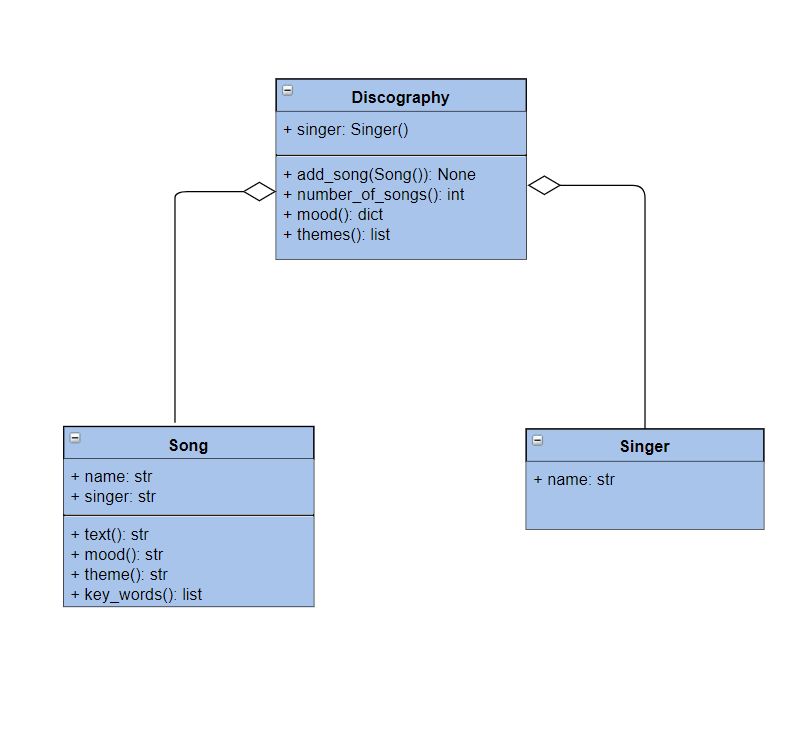 Discography
+ singer: Singer()
+ add_song(Song()): None
+ number_of_songs(): int
+ mood(): dict
+ themes(): list
Song
+ name: str
+ singer: str
+ text(): str
+ mood(): str
+ theme(): str
+ key_words(): list
Singer
+ name: str